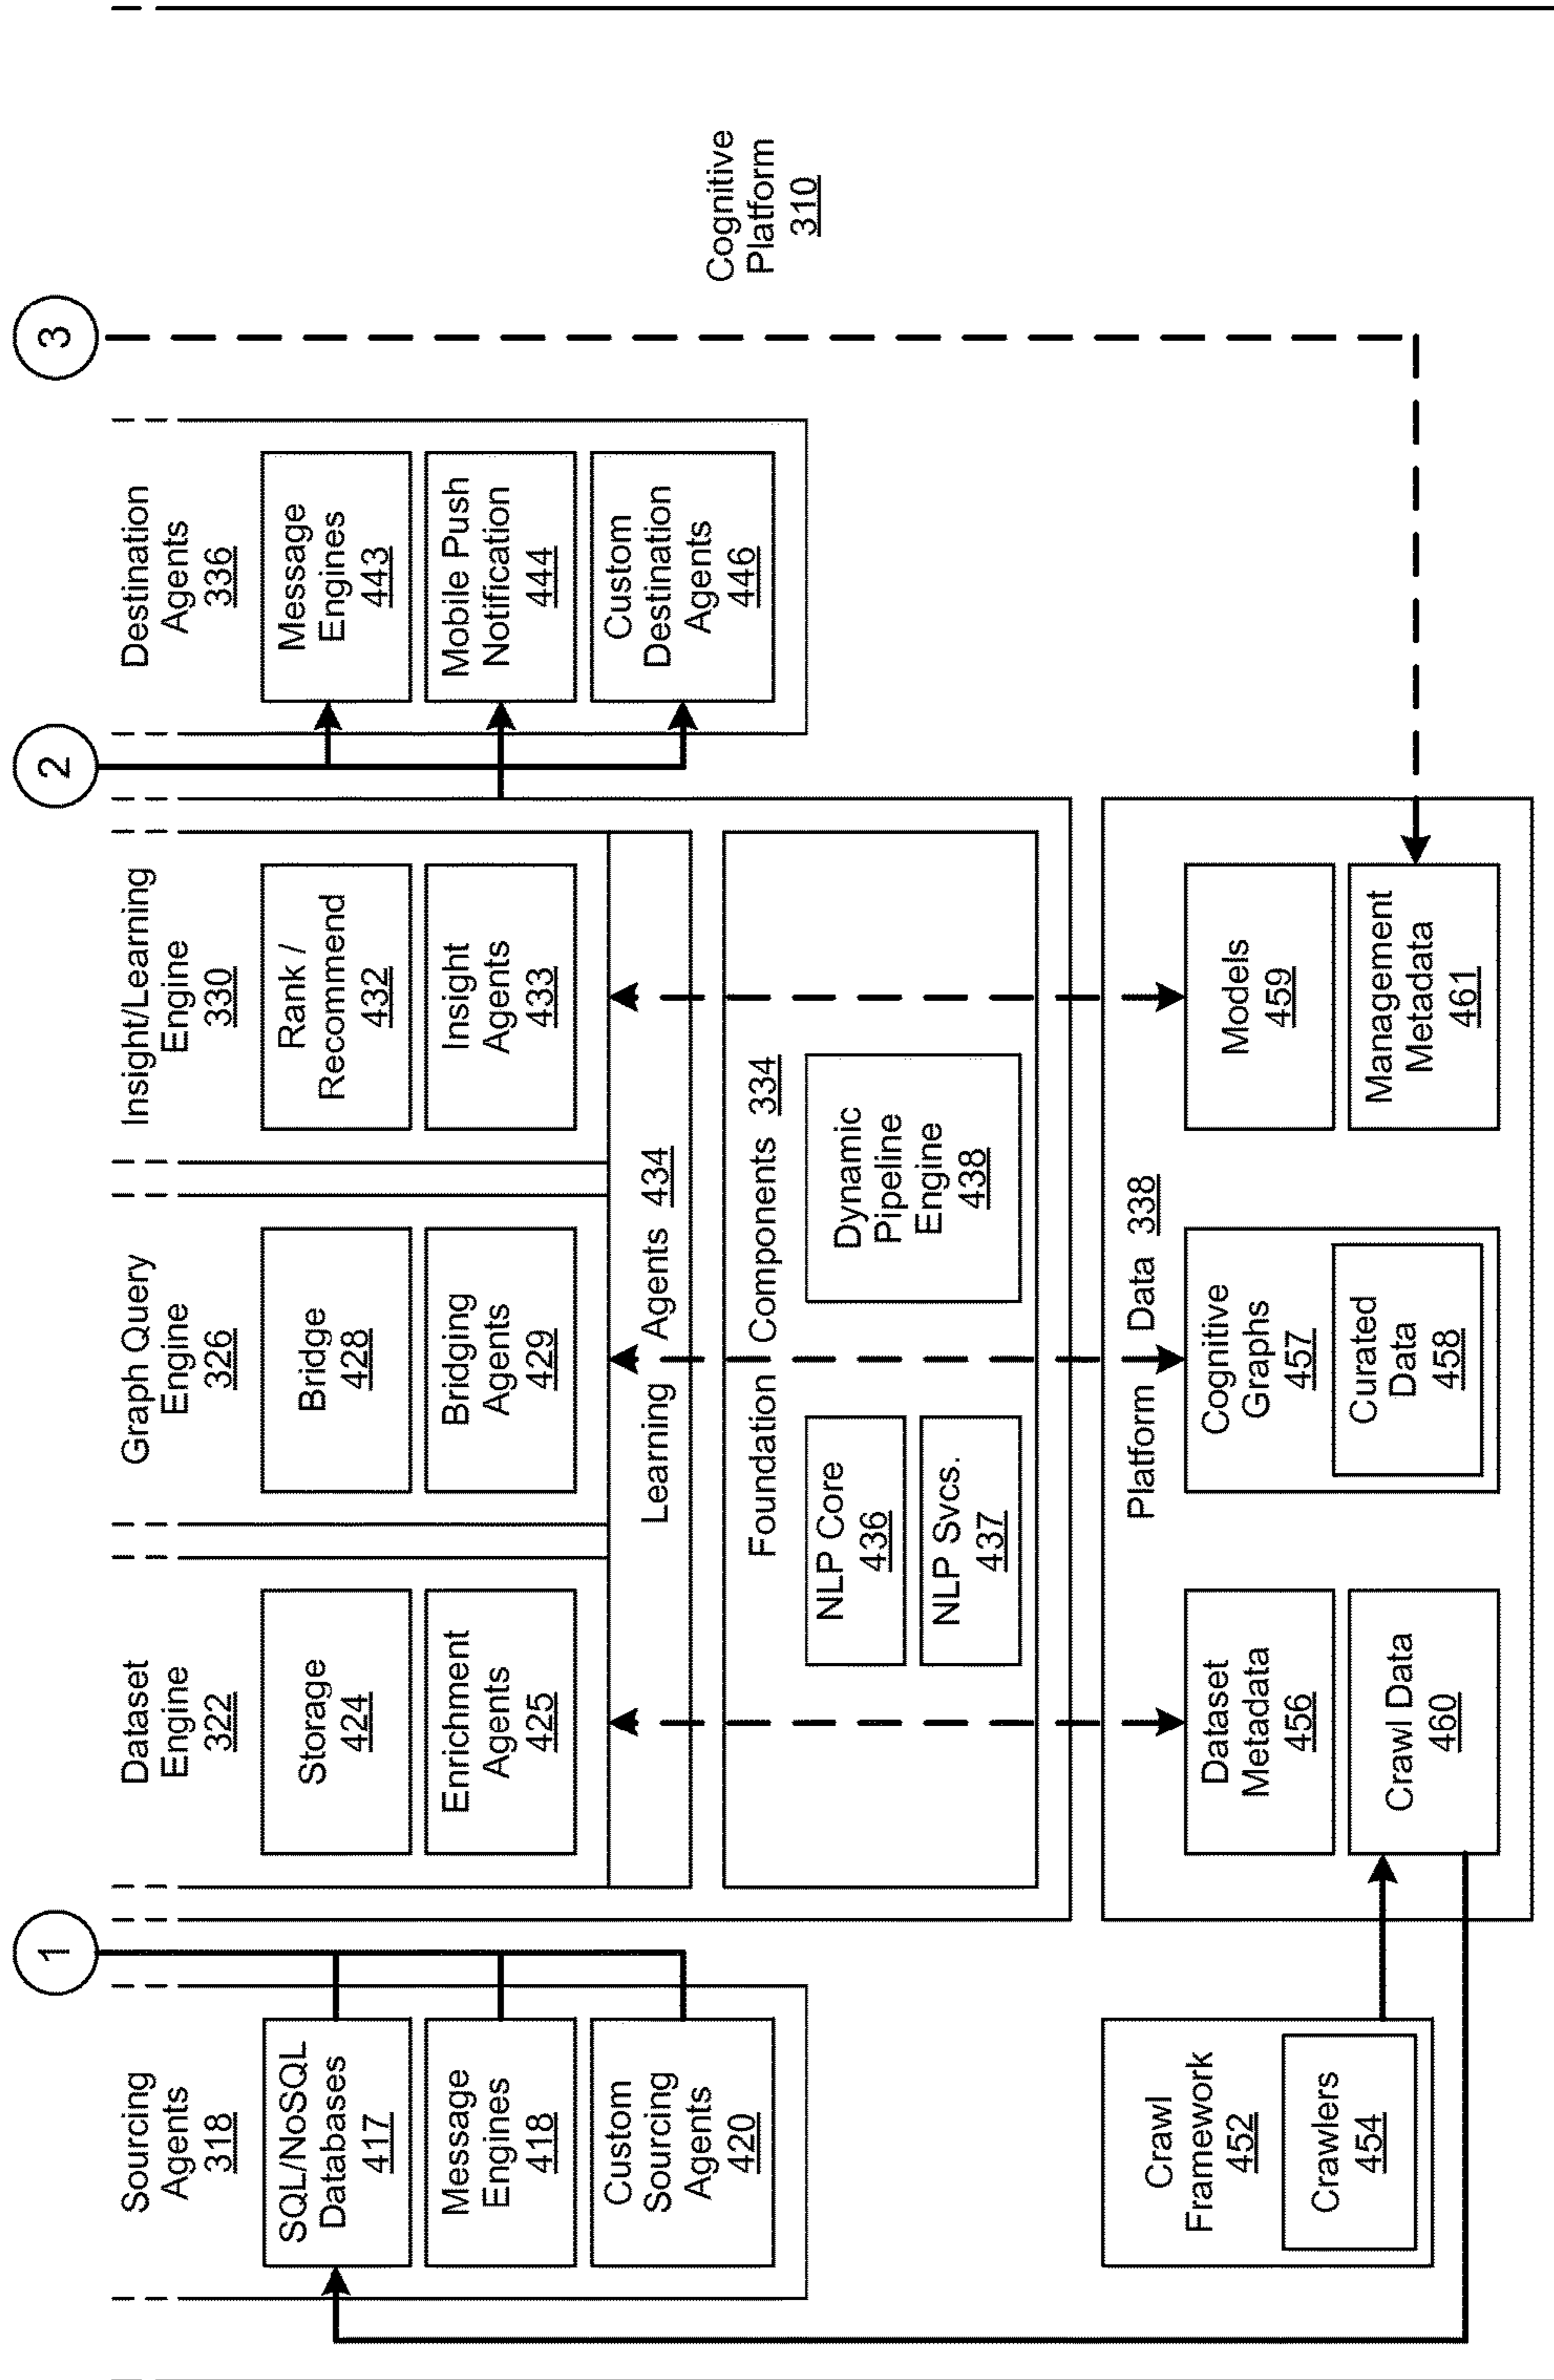 1
2
3
Sourcing
Agents
318
SQL/NoSQL
Databases
417
Message
Engines
418
Custom
Sourcing
Agents
420
Dataset
Engine
322
Storage
424
Enrichment
Agents
425
Graph Query
Engine
326
Bridge
428
Bridging
Agents
429
Insight/Learning
Engine
330
Rank /
Recommend
432
Insight
Agents
433
Learning Agents 434
Foundation Components 334
NLP Core
436
NLP Svcs.
437
Dynamic
Pipeline
Engine
438
Destination
Agents
336
Message
Engines
443
Mobile Push
Notification
444
Custom
Destination
Agents
446
Cognitive
Platform
310
Crawl
Framework
452
Crawlers
454
Platform Data 338
Dataset
Metadata
456
Crawl Data
460
Cognitive
Graphs
457
Curated
Data
458
Models
459
Management
Metadata
461